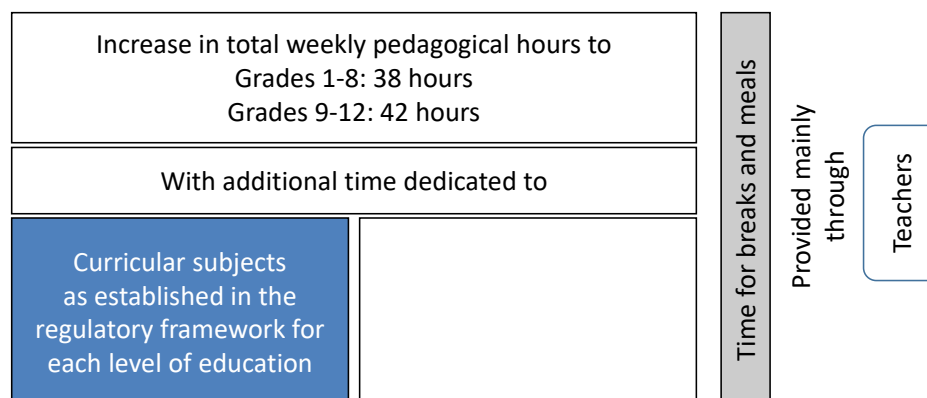 Increase in total weekly pedagogical hours to
Grades 1-8: 38 hours
Grades 9-12: 42 hours
With additional time dedicated to
Curricular subjects
as established in the
regulatory framework for
each level of education
Time for breaks and meals
Provided mainly
through
Teachers